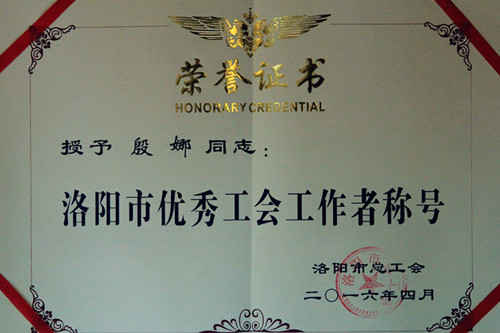 荣誉证书
HONORARY CREDENTIAL
授予 殷 娜 同志：
洛阳市优秀工会工作者称号
洛阳市总工会
二〇一六年四月